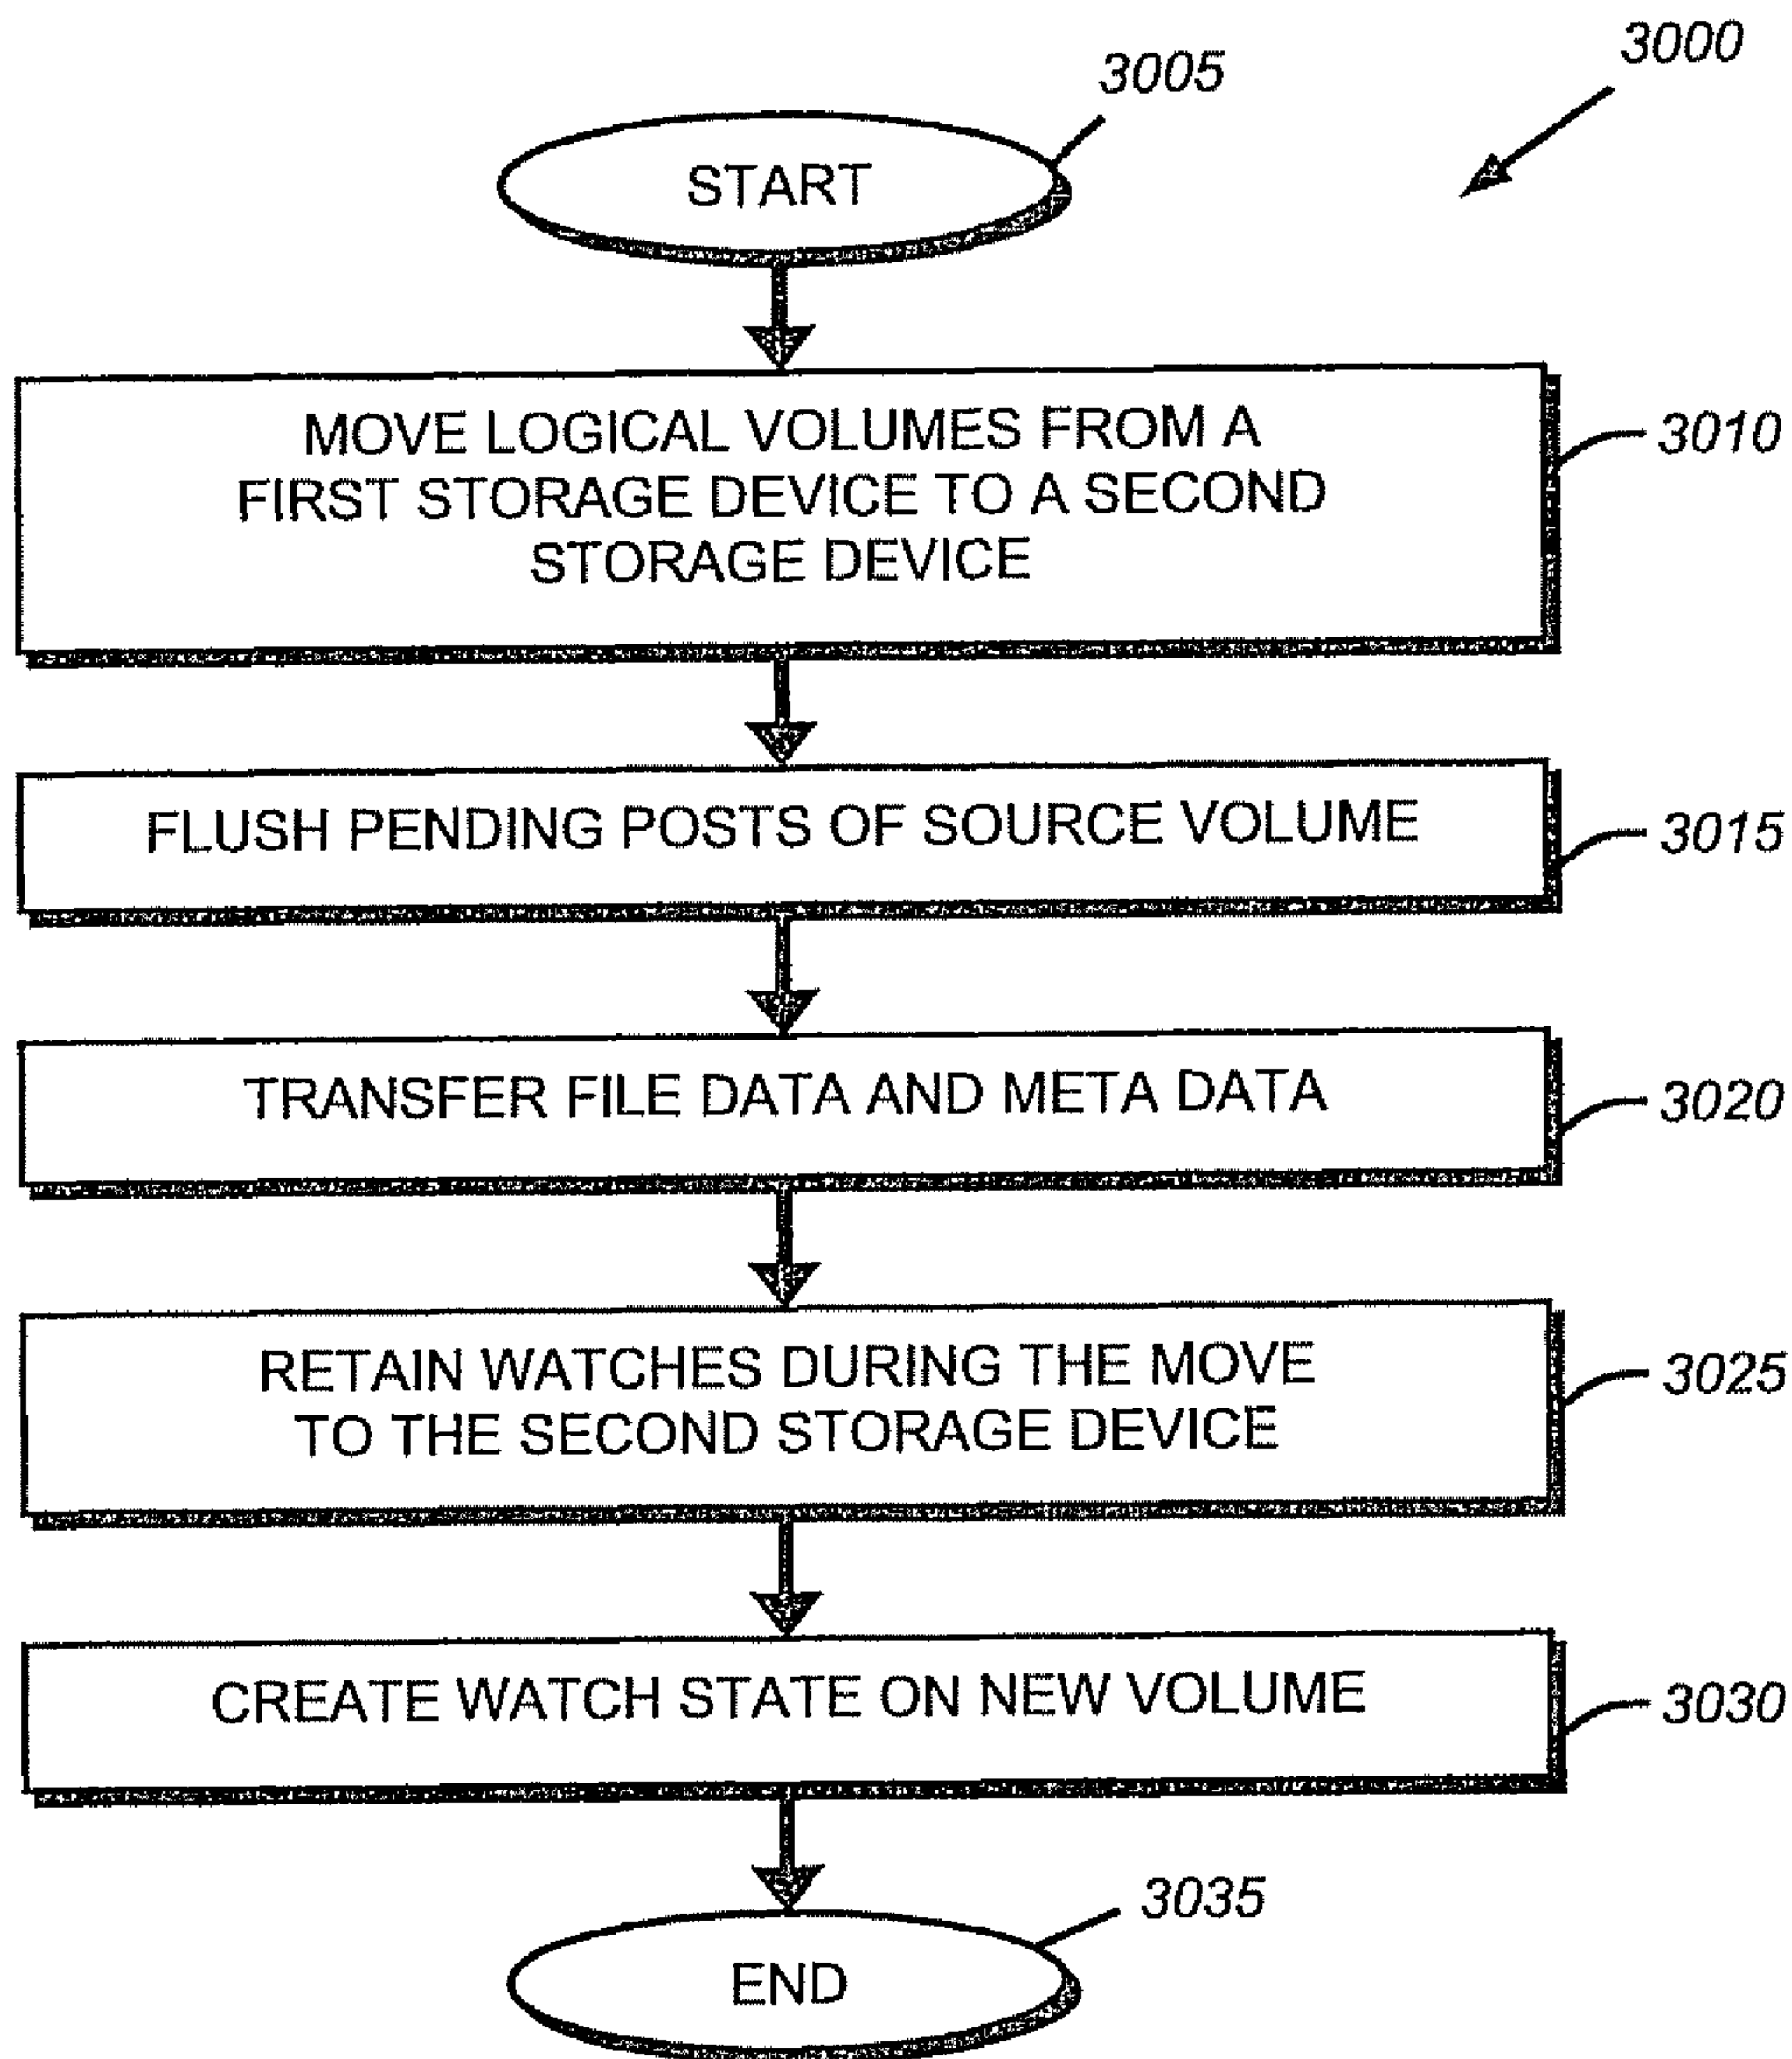 3000
3005
START
MOVE LOGICAL VOLUMES FROM A
FIRST STORAGE DEVICE TO A SECOND
STORAGE DEVICE
3010
FLUSH PENDING POSTS OF SOURCE VOLUME
3015
TRANSFER FILE DATA AND META DATA
3020
RETAIN WATCHES DURING THE MOVE
TO THE SECOND STORAGE DEVICE
3025
CREATE WATCH STATE ON NEW VOLUME
3030
3035
END